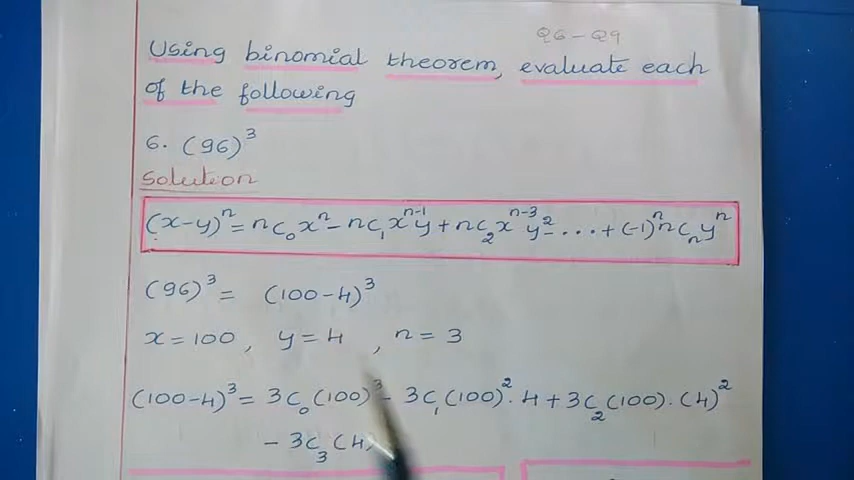 Q6 - Q9
Using binomial theorem, evaluate each
of the following
6. (96)³
Solution
(x-y)ⁿ = nC₀xⁿ - nC₁xⁿ⁻¹y + nC₂xⁿ⁻³y² - ... + (-1)ⁿnCₙyⁿ
(96)³ = (100-4)³
x = 100, y = 4, n = 3
(100-4)³ = 3C₀(100)³ - 3C₁(100)².4 + 3C₂(100).(4)²
- 3C₃(4)